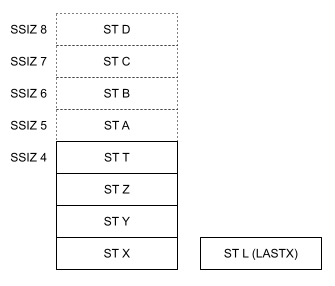 SSIZ 8 ST D
SSIZ 7 ST C
SSIZ 6 ST B
SSIZ 5 ST A
SSIZ 4 ST T
ST Z
ST Y
ST X ST L (LASTX)